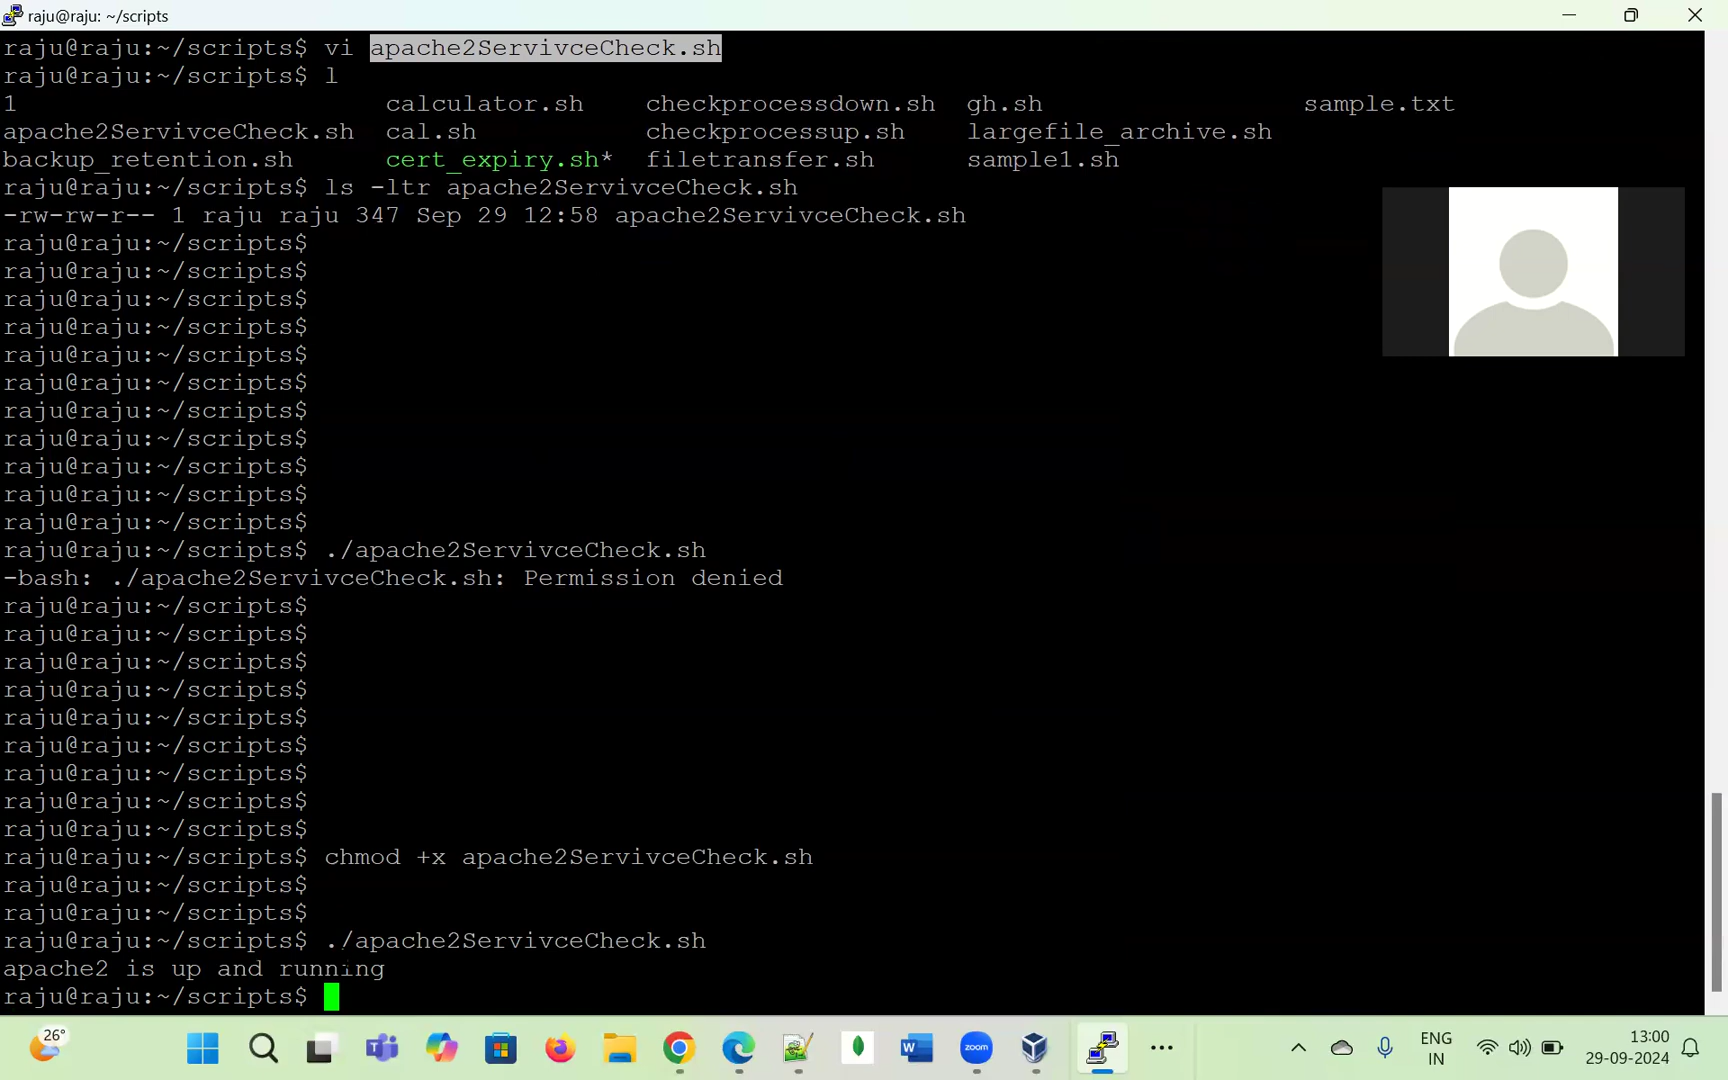 raju@raju: ~/scripts
raju@raju:~/scripts$ vi apache2ServivceCheck.sh
raju@raju:~/scripts$ l
1 calculator.sh checkprocessdown.sh gh.sh sample.txt
apache2ServivceCheck.sh cal.sh checkprocessup.sh largefile_archive.sh
backup_retention.sh cert_expiry.sh* filetransfer.sh sample1.sh
raju@raju:~/scripts$ ls -ltr apache2ServivceCheck.sh
-rw-rw-r-- 1 raju raju 347 Sep 29 12:58 apache2ServivceCheck.sh
raju@raju:~/scripts$
raju@raju:~/scripts$
raju@raju:~/scripts$
raju@raju:~/scripts$
raju@raju:~/scripts$
raju@raju:~/scripts$
raju@raju:~/scripts$
raju@raju:~/scripts$
raju@raju:~/scripts$
raju@raju:~/scripts$
raju@raju:~/scripts$
raju@raju:~/scripts$ ./apache2ServivceCheck.sh
-bash: ./apache2ServivceCheck.sh: Permission denied
raju@raju:~/scripts$
raju@raju:~/scripts$
raju@raju:~/scripts$
raju@raju:~/scripts$
raju@raju:~/scripts$
raju@raju:~/scripts$
raju@raju:~/scripts$
raju@raju:~/scripts$
raju@raju:~/scripts$
raju@raju:~/scripts$ chmod +x apache2ServivceCheck.sh
raju@raju:~/scripts$
raju@raju:~/scripts$
raju@raju:~/scripts$ ./apache2ServivceCheck.sh
apache2 is up and running
raju@raju:~/scripts$
26°
zoom
ENG
IN
13:00
29-09-2024